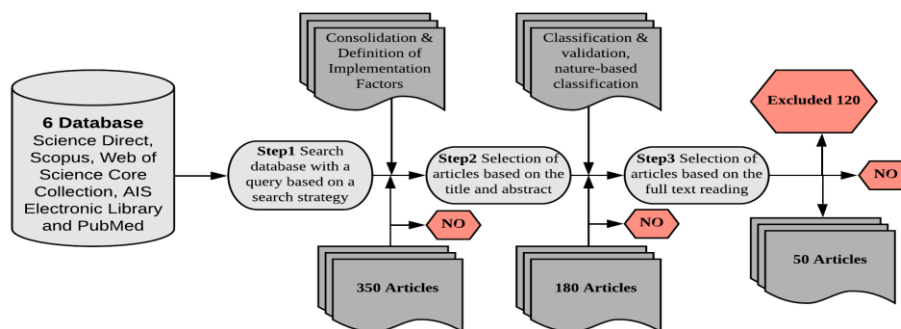 6 Database
Science Direct,
Scopus, Web of
Science Core
Collection, AIS
Electronic Library
and PubMed
Step1 Search
database with a
query based on a
search strategy
Consolidation &
Definition of
Implementation
Factors
NO
350 Articles
Step2 Selection of
articles based on the
title and abstract
Classification &
validation,
nature-based
classification
NO
180 Articles
Step3 Selection of
articles based on the
full text reading
Excluded 120
NO
50 Articles